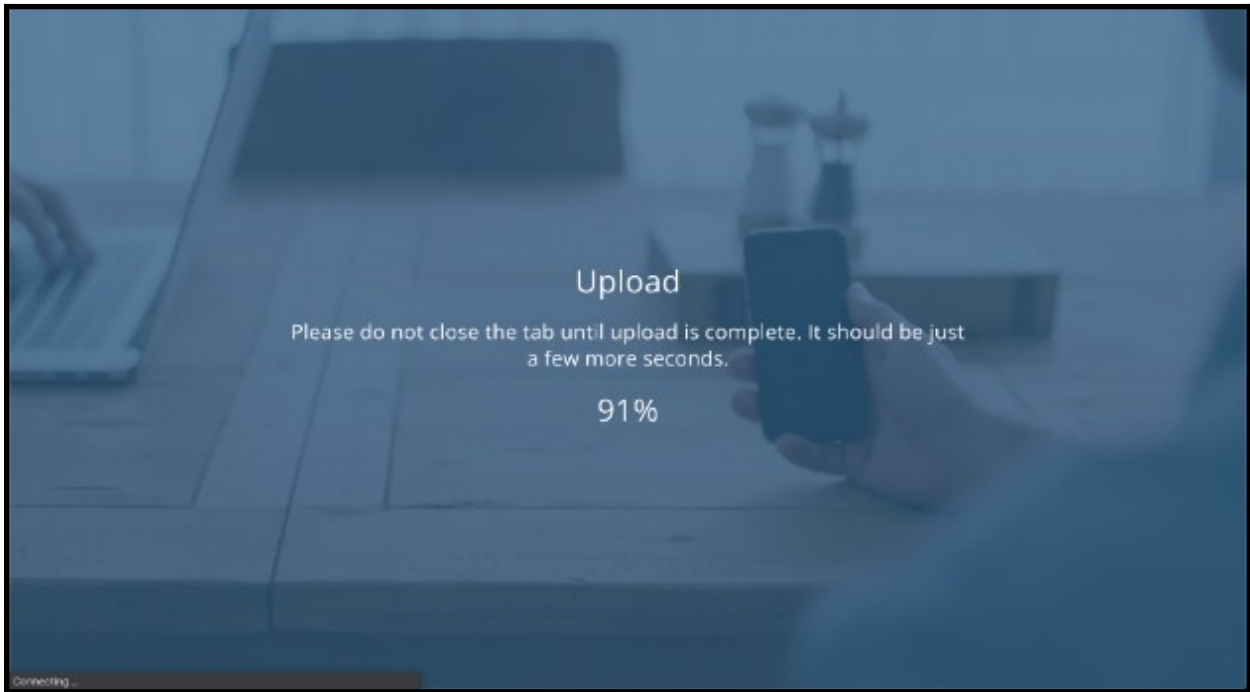 Upload
Please do not close the tab until upload is complete. It should be just
a few more seconds.
91%
Connecting...